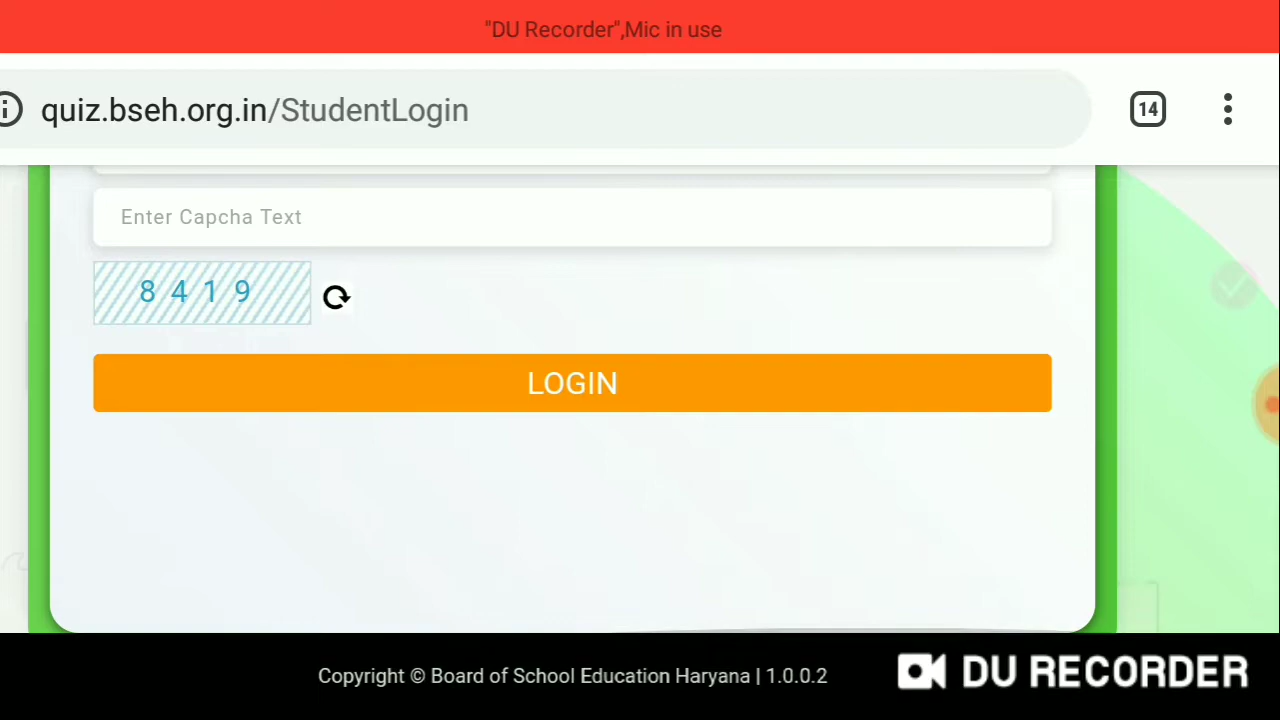 "DU Recorder",Mic in use
quiz.bseh.org.in/StudentLogin
14
Enter Capcha Text
8 4 1 9
LOGIN
Copyright © Board of School Education Haryana | 1.0.0.2
DU RECORDER